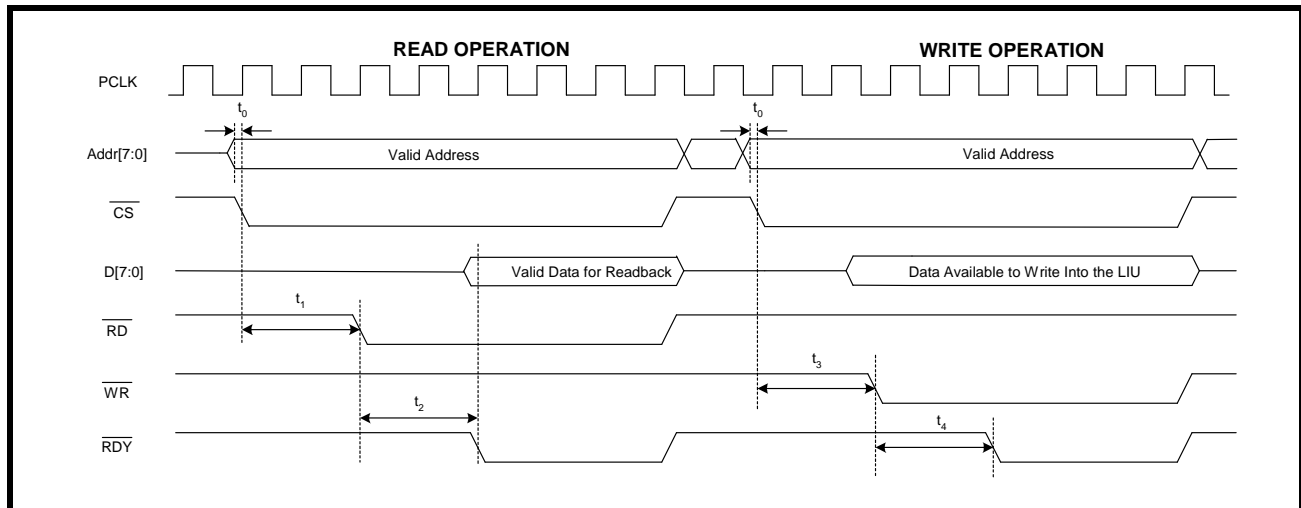 READ OPERATION WRITE OPERATION
PCLK
t0 t0
Addr[7:0] Valid Address Valid Address
CS
D[7:0] Valid Data for Readback Data Available to Write Into the LIU
t1
RD
t3
WR
t2
t4
RDY